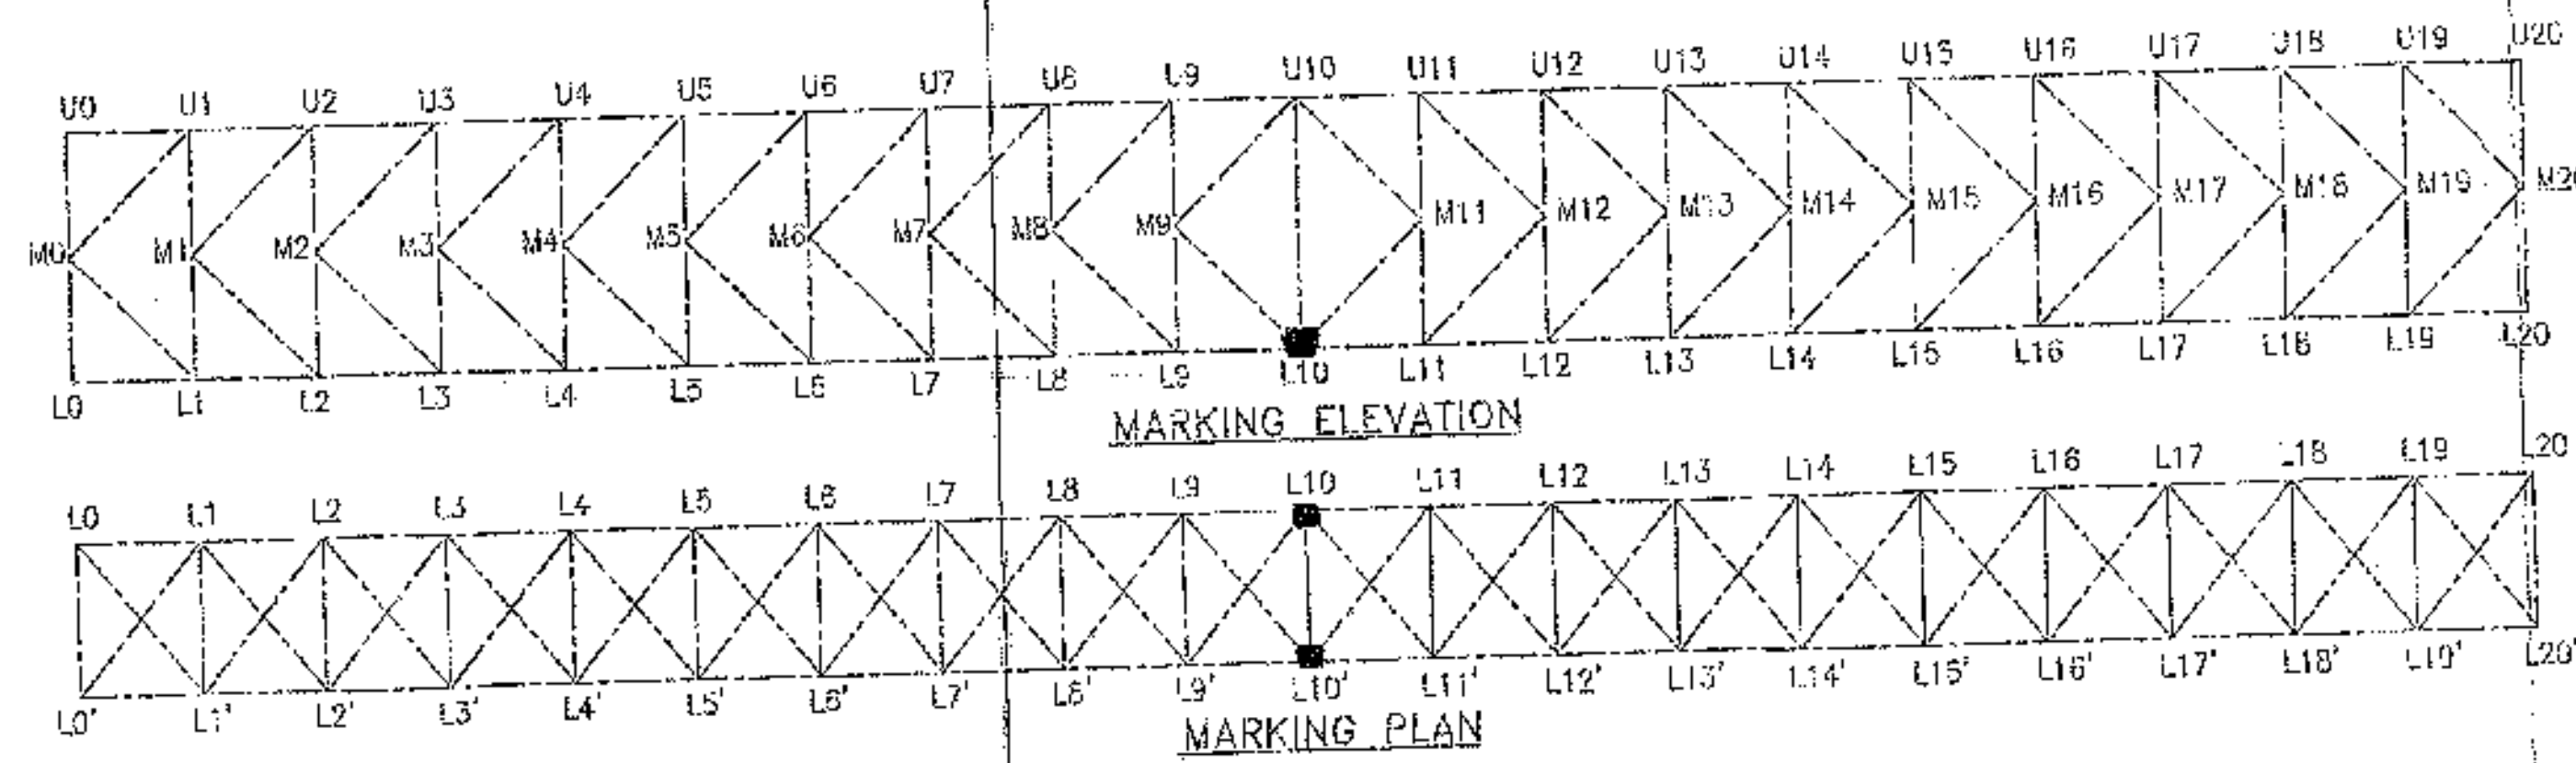 U0 U1 U2 U3 U4 U5 U6 U7 U8 U9 U10 U11 U12 U13 U14 U15 U16 U17 U18 U19 U20
M0 M1 M2 M3 M4 M5 M6 M7 M8 M9 M11 M12 M13 M14 M15 M16 M17 M18 M19 M20
L0 L1 L2 L3 L4 L5 L6 L7 L8 L9 L10 L11 L12 L13 L14 L15 L16 L17 L18 L19 L20
MARKING ELEVATION
L0 L1 L2 L3 L4 L5 L6 L7 L8 L9 L10 L11 L12 L13 L14 L15 L16 L17 L18 L19 L20
L0' L1' L2' L3' L4' L5' L6' L7' L8' L9' L10' L11' L12' L13' L14' L15' L16' L17' L18' L19' L20'
MARKING PLAN